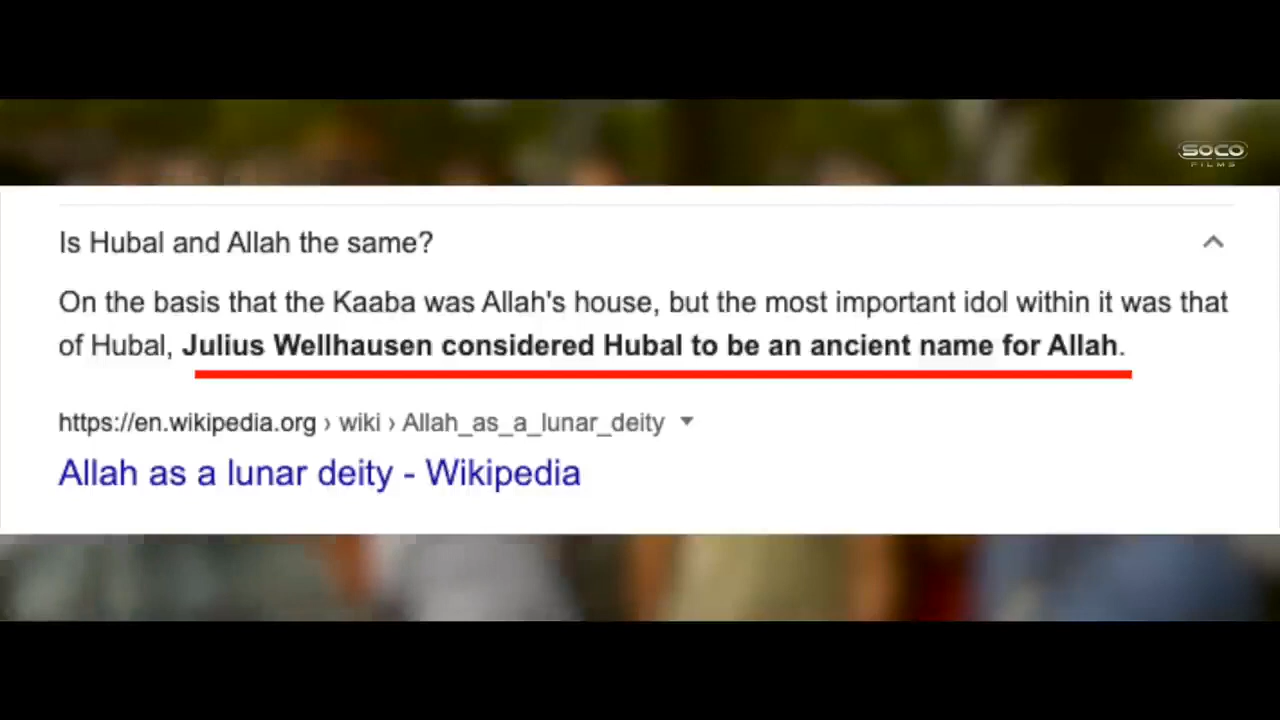 SOCO
FILMS
Is Hubal and Allah the same?
On the basis that the Kaaba was Allah's house, but the most important idol within it was that
of Hubal, Julius Wellhausen considered Hubal to be an ancient name for Allah.
https://en.wikipedia.org › wiki › Allah_as_a_lunar_deity
Allah as a lunar deity - Wikipedia